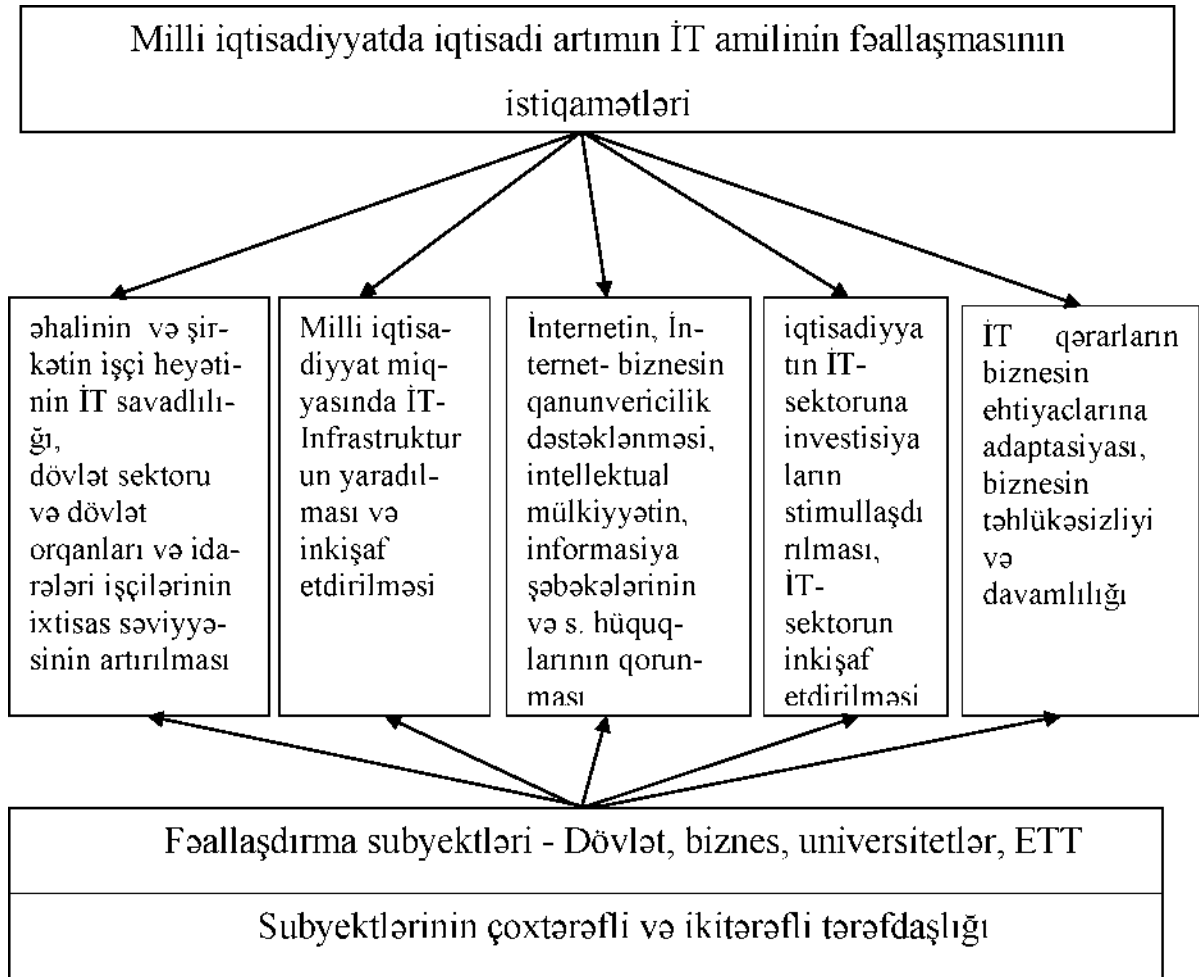 Milli iqtisadiyyatda iqtisadi artımın İT amilinin fəallaşmasının
istiqamətləri
əhalinin və şir-
kətin işçi heyəti-
nin İT savadlılı-
ğı,
dövlət sektoru
və dövlət
orqanları və ida-
rələri işçilərinin
ixtisas səviyyə-
sinin artırılması
Milli iqtisa-
diyyat miq-
yasında İT-
Infrastruktur
un yaradıl-
ması və
inkişaf
etdirilməsi
İnternetin, İn-
ternet- biznesin
qanunvericilik
dəstəklənməsi,
intellektual
mülkiyyətin,
informasiya
şəbəkələrinin
və s. hüquq-
larının qorun-
ması
iqtisadiyya
tın İT-
sektoruna
investisiya
ların
stimullaşdı
rılması,
İT-
sektorun
inkişaf
etdirilməsi
İT qərarların
biznesin
ehtiyaclarına
adaptasiyası,
biznesin
təhlükəsizliyi
və
davamlılığı
Fəallaşdırma subyektləri - Dövlət, biznes, universitetlər, ETT
Subyektlərinin çoxtərəfli və ikitərəfli tərəfdaşlığı